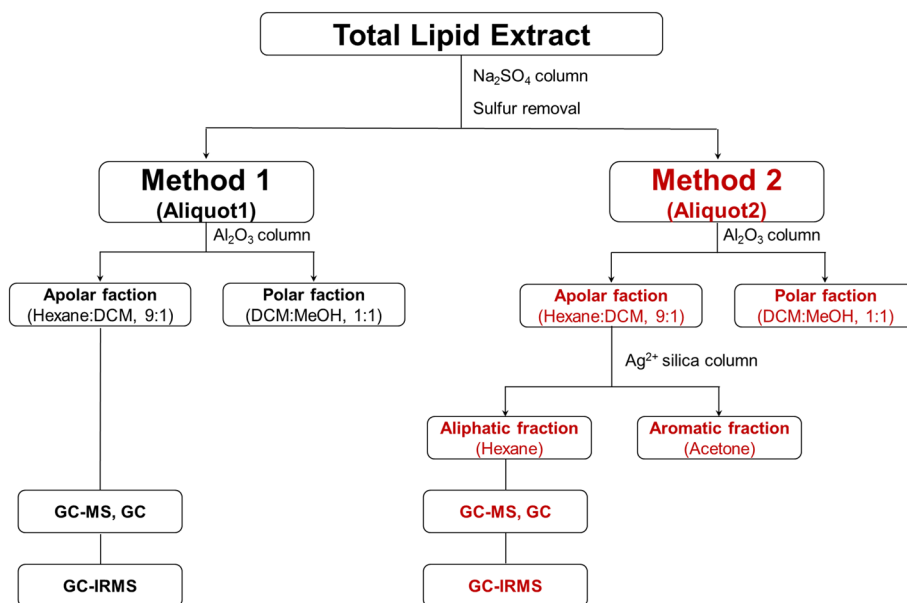 Total Lipid Extract
Na₂SO₄ column
Sulfur removal
Method 1
(Aliquot1)
Method 2
(Aliquot2)
Al₂O₃ column
Al₂O₃ column
Apolar faction
(Hexane:DCM, 9:1)
Polar faction
(DCM:MeOH, 1:1)
Apolar faction
(Hexane:DCM, 9:1)
Polar faction
(DCM:MeOH, 1:1)
Ag²⁺ silica column
Aliphatic fraction
(Hexane)
Aromatic fraction
(Acetone)
GC-MS, GC
GC-MS, GC
GC-IRMS
GC-IRMS